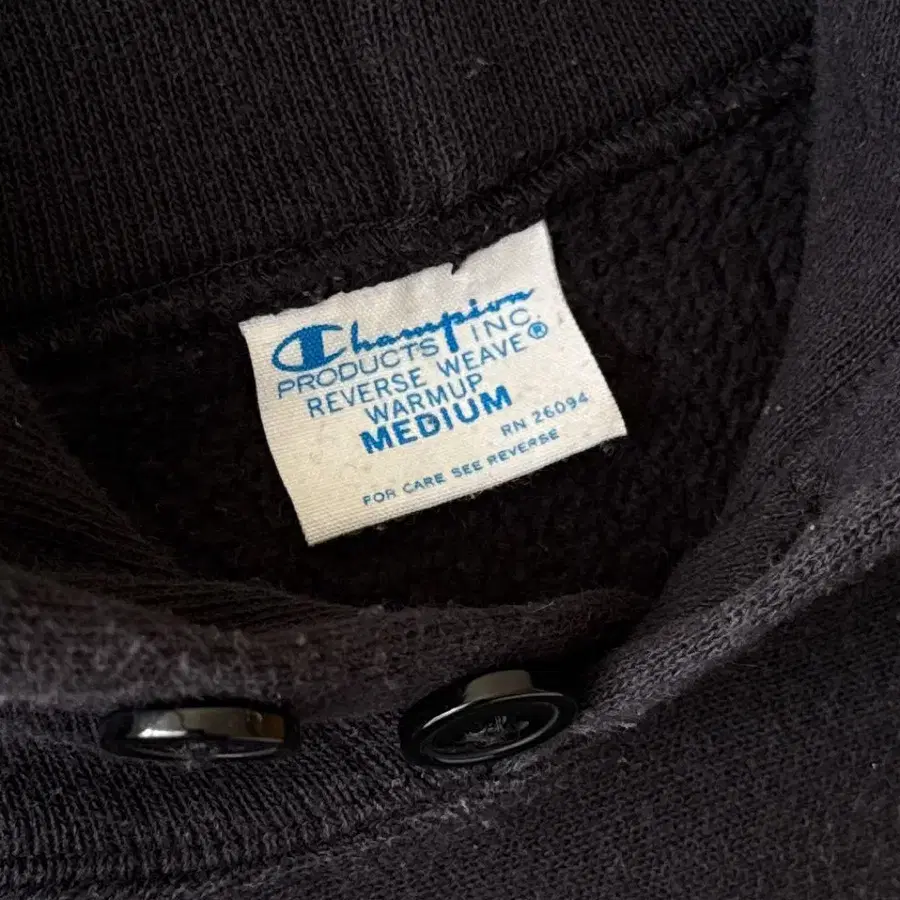 Champion
PRODUCTS INC.
REVERSE WEAVE®
WARMUP
MEDIUM
RN 26094
FOR CARE SEE REVERSE